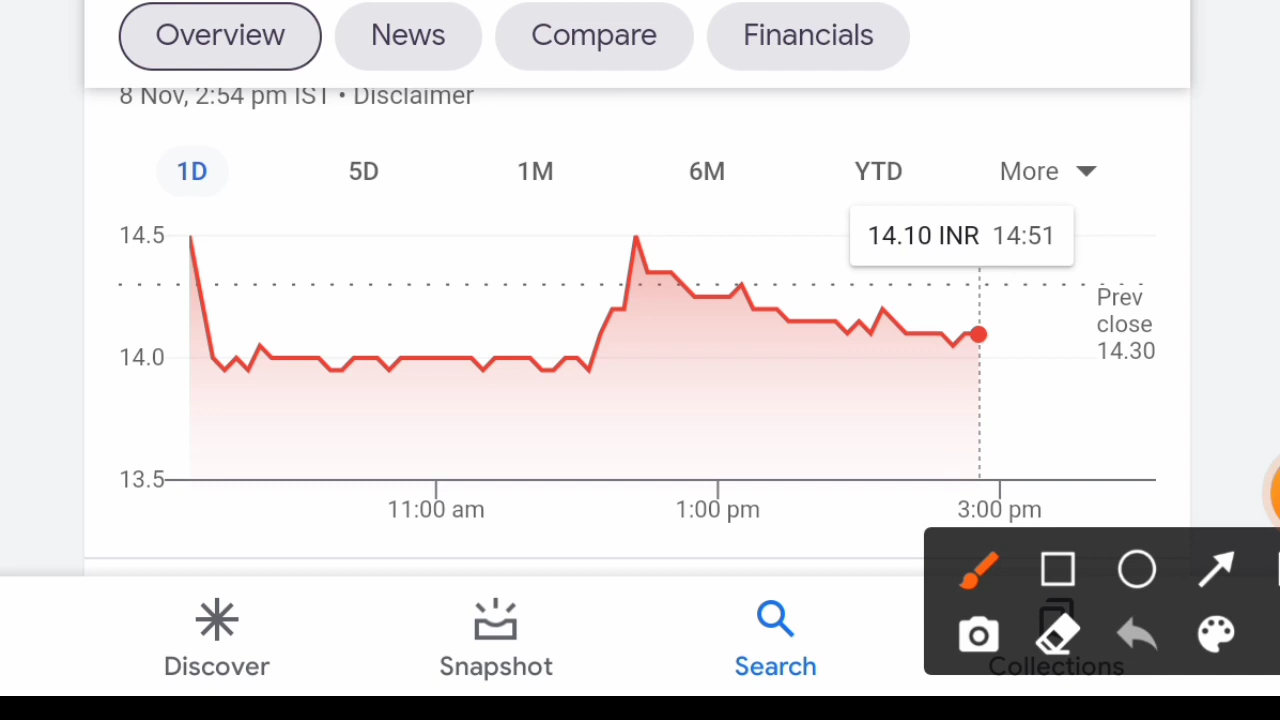 Overview News Compare Financials
8 Nov, 2:54 pm IST • Disclaimer
1D 5D 1M 6M YTD More
14.5
14.10 INR 14:51
Prev
close
14.30
14.0
13.5
11:00 am 1:00 pm 3:00 pm
Discover Snapshot Search Collections